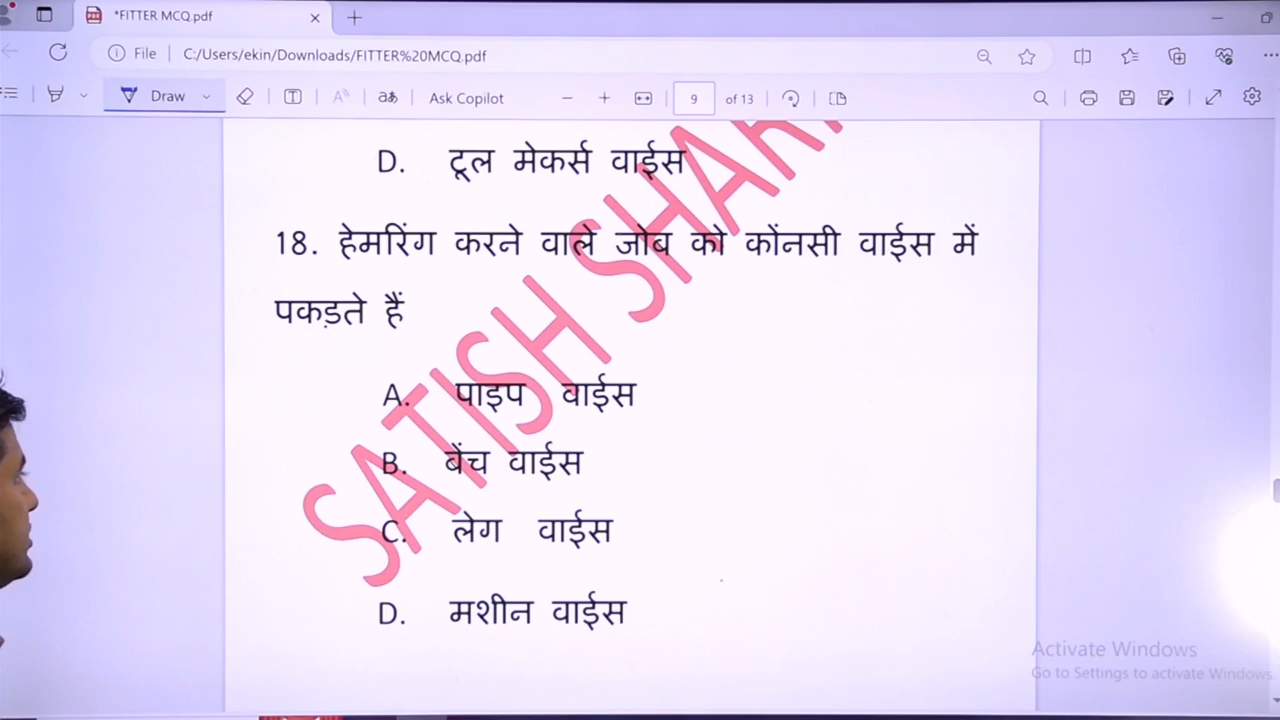 *FITTER MCQ.pdf
File C:/Users/ekin/Downloads/FITTER%20MCQ.pdf
Draw Ask Copilot 9 of 13
D. टूल मेकर्स वाईस
18. हेमरिंग करने वाले जोब को कोंनसी वाईस में
पकड़ते हैं
A. पाइप वाईस
B. बेंच वाईस
C. लेग वाईस
D. मशीन वाईस
SATISH SHAR
Activate Windows
Go to Settings to activate Windows.